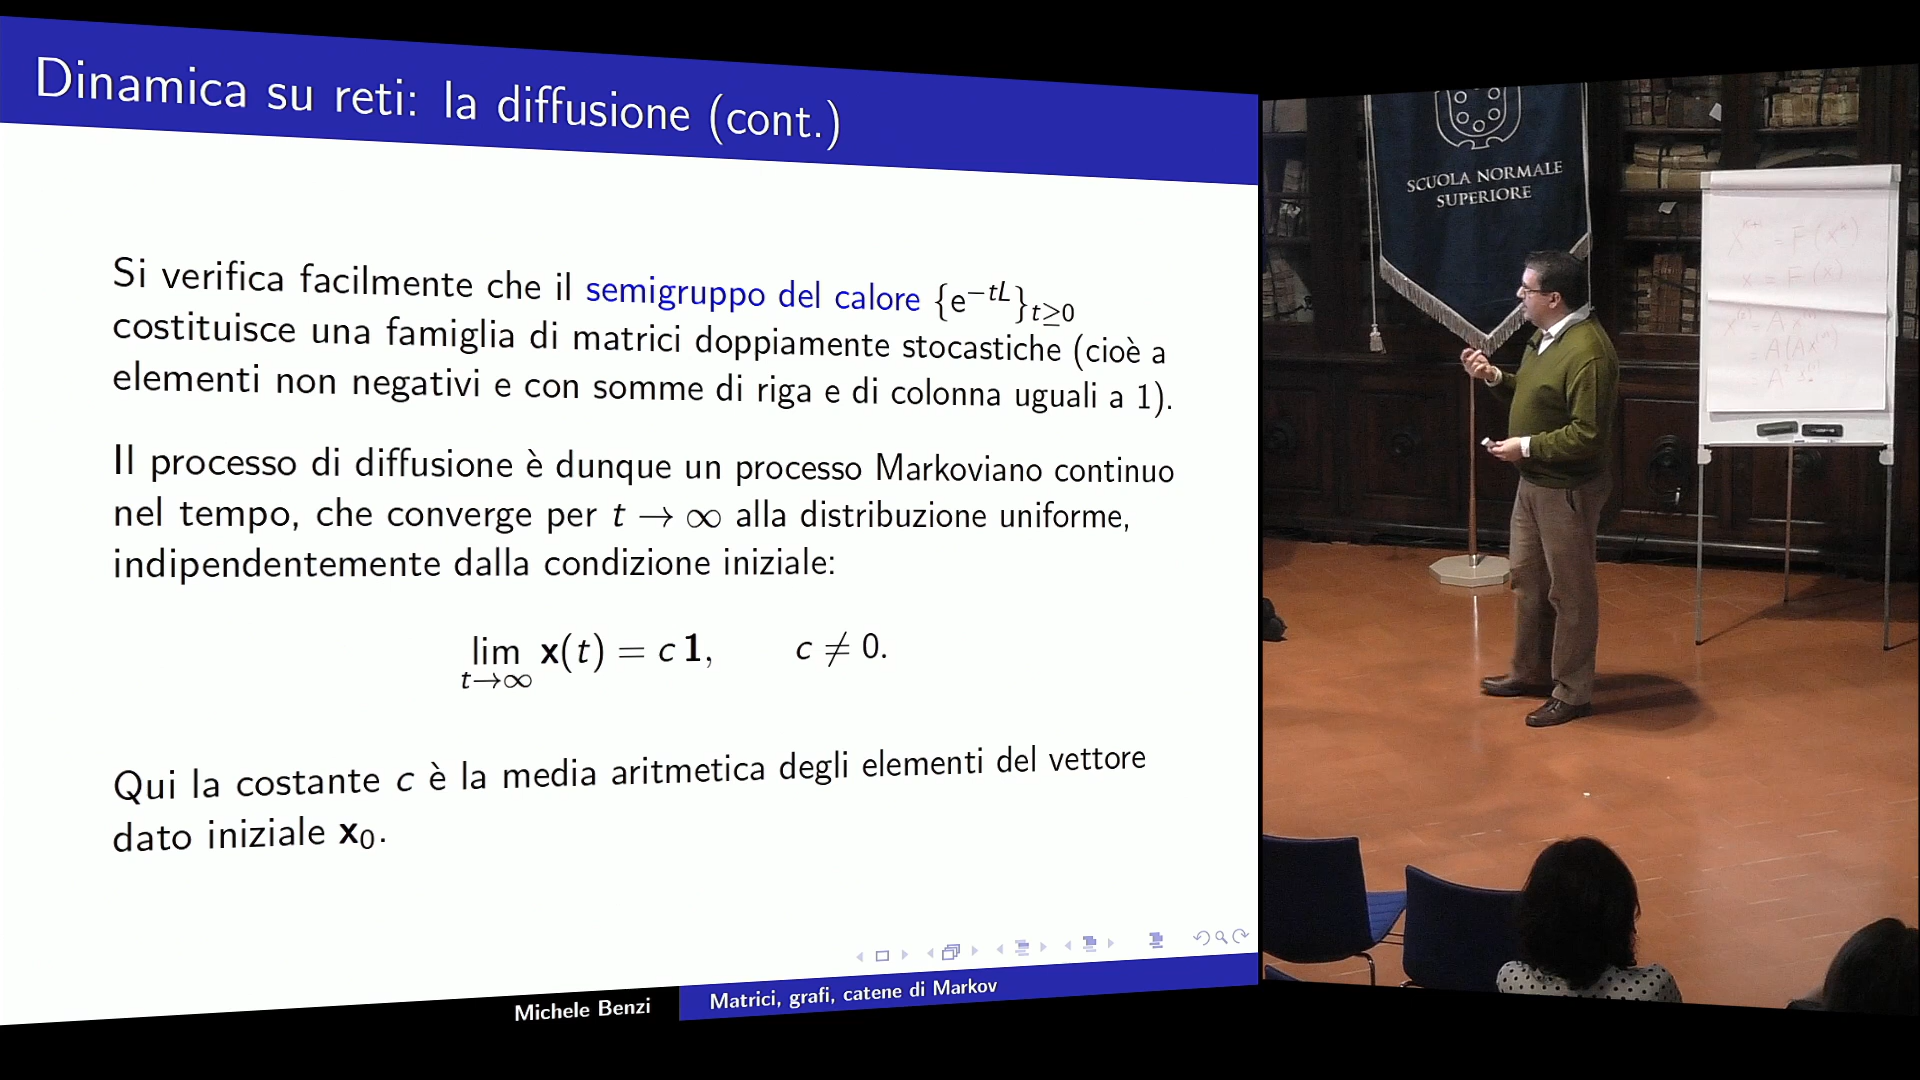 Dinamica su reti: la diffusione (cont.)
Si verifica facilmente che il semigruppo del calore {e^{-tL}}_{t≥0}
costituisce una famiglia di matrici doppiamente stocastiche (cioè a
elementi non negativi e con somme di riga e di colonna uguali a 1).
Il processo di diffusione è dunque un processo Markoviano continuo
nel tempo, che converge per t → ∞ alla distribuzione uniforme,
indipendentemente dalla condizione iniziale:
lim_{t→∞} x(t) = c 1, c ≠ 0.
Qui la costante c è la media aritmetica degli elementi del vettore
dato iniziale x₀.
Michele Benzi
Matrici, grafi, catene di Markov
SCUOLA NORMALE
SUPERIORE
x = F(x)